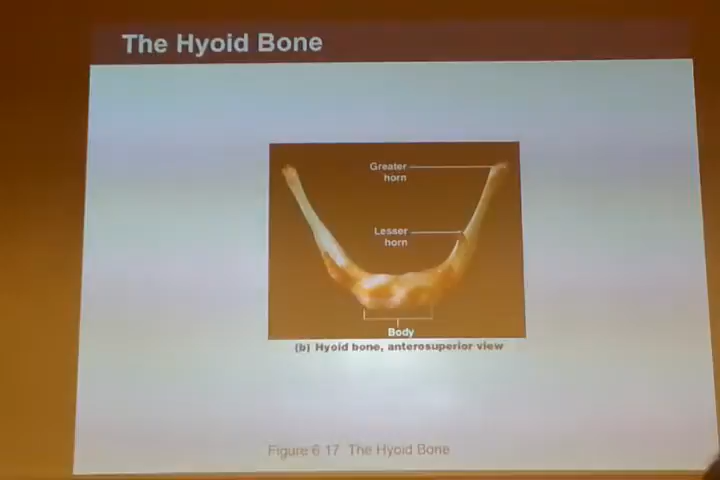 The Hyoid Bone
Greater
horn
Lesser
horn
Body
(b) Hyoid bone, anterosuperior view
Figure 6 17 The Hyoid Bone